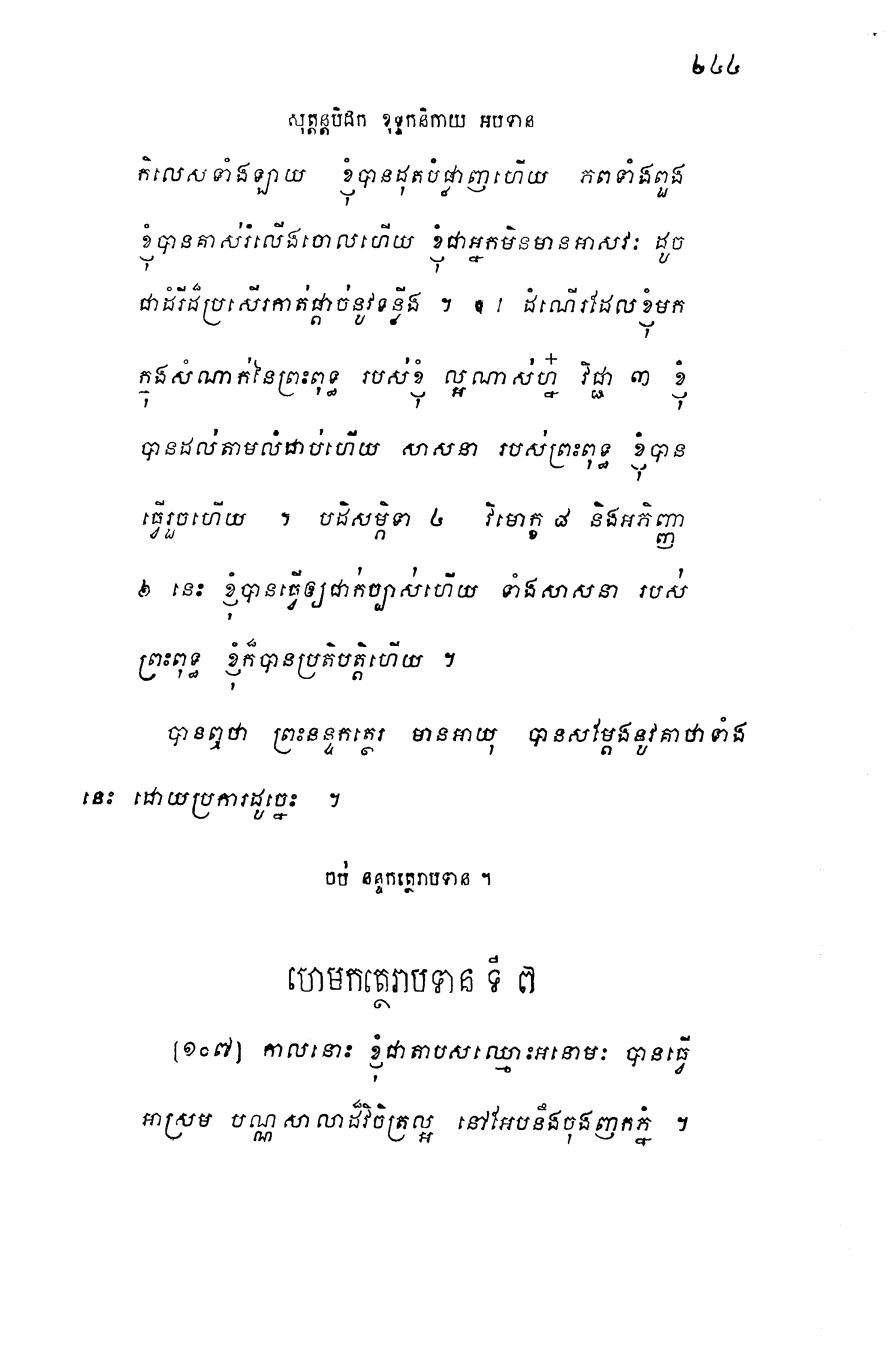 ២៤៤
សុត្តន្តបិដក ខុទ្ទកនិកាយ អបទាន
កិលេសទាំងឡាយ ខ្ញុំបានដុតបំផ្លាញហើយ ភពទាំងពួង
ខ្ញុំបានគាស់រំលើងចោលហើយ ខ្ញុំជាអ្នកមិនមានអាសវៈ ដូច
ជាដំរីដ៏ប្រសើរកាត់ផ្តាច់នូវទន្លីង ។ ដំណើរដែលខ្ញុំមក
ក្នុងសំណាក់នៃព្រះពុទ្ធ របស់ខ្ញុំ ល្អណាស់ហ្ន៎ វិជ្ជា ៣ ខ្ញុំ
បានដល់តាមលំដាប់ហើយ សាសនា របស់ព្រះពុទ្ធ ខ្ញុំបាន
ធ្វើរួចហើយ ។ បដិសម្ភិទា ៤ វិមោក្ខ ៨ និងអភិញ្ញា
៦ នេះ ខ្ញុំបានធ្វើឲ្យជាក់ច្បាស់ហើយ ទាំងសាសនា របស់
ព្រះពុទ្ធ ខ្ញុំក៏បានប្រតិបត្តិហើយ ។
បានឮថា ព្រះនន្ទកត្ថេរ មានអាយុ បានសម្តែងនូវគាថាទាំង
នេះ ដោយប្រការដូច្នេះ ។
ចប់ នន្ទកត្ថេរាបទាន ។
ហេមកត្ថេរាបទាន ទី ៧
[១០៧] កាលនោះ ខ្ញុំជាតាបសឈ្មោះអនោមៈ បានធ្វើ
អាស្រម បណ្ណសាលាដ៏វិចិត្រល្អ នៅអែបនឹងចុងញកភ្នំ ។